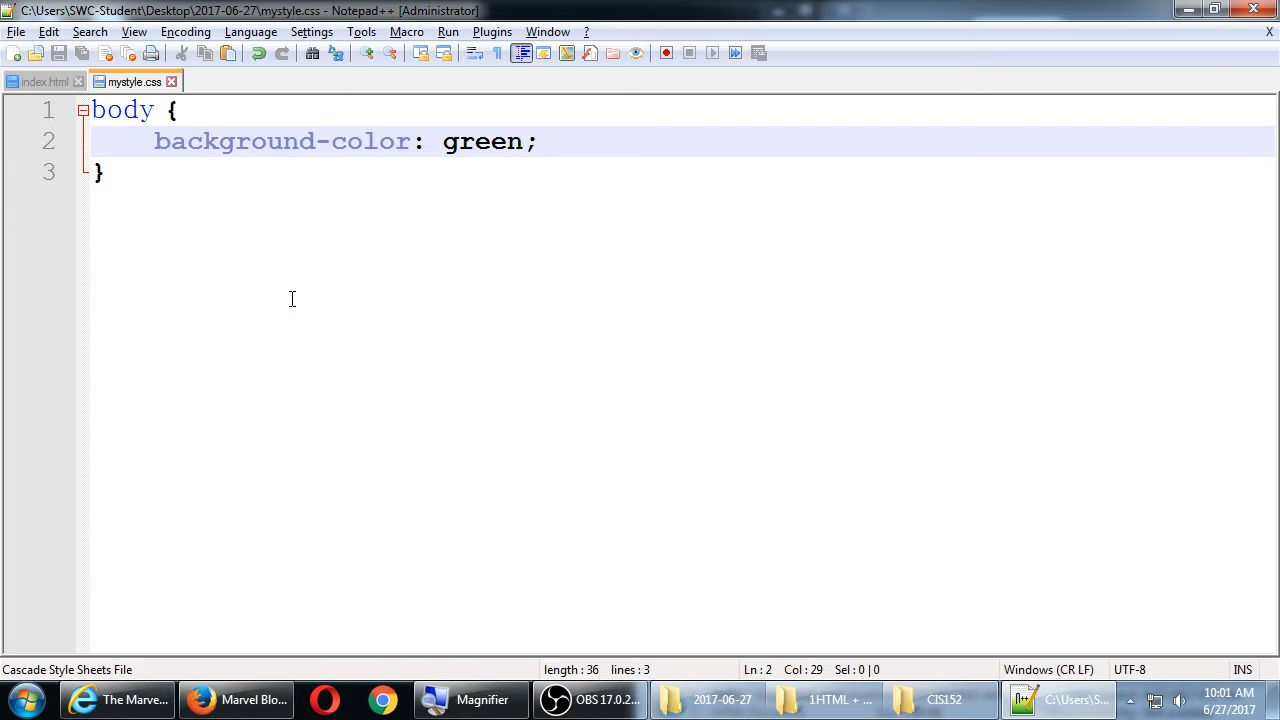 C:\Users\SWC-Student\Desktop\2017-06-27\mystyle.css - Notepad++ [Administrator]
File Edit Search View Encoding Language Settings Tools Macro Run Plugins Window ? X
index.html mystyle.css
1 body {
2 background-color: green;
3 }
Cascade Style Sheets File length : 36 lines : 3 Ln : 2 Col : 29 Sel : 0 | 0 Windows (CR LF) UTF-8 INS
The Marve... Marvel Blo... Magnifier OBS 17.0.2... 2017-06-27 1HTML + ... CIS152 C:\Users\S... 10:01 AM
6/27/2017